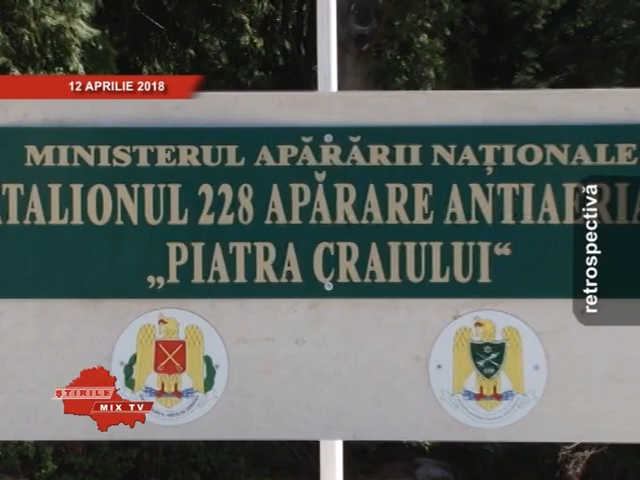 12 APRILIE 2018
MINISTERUL APĂRĂRII NAȚIONALE
TALIONUL 228 APĂRARE ANTIAERIA
„PIATRA CRAIULUI“
retrospectivă
ȘTIRILE
MIX TV